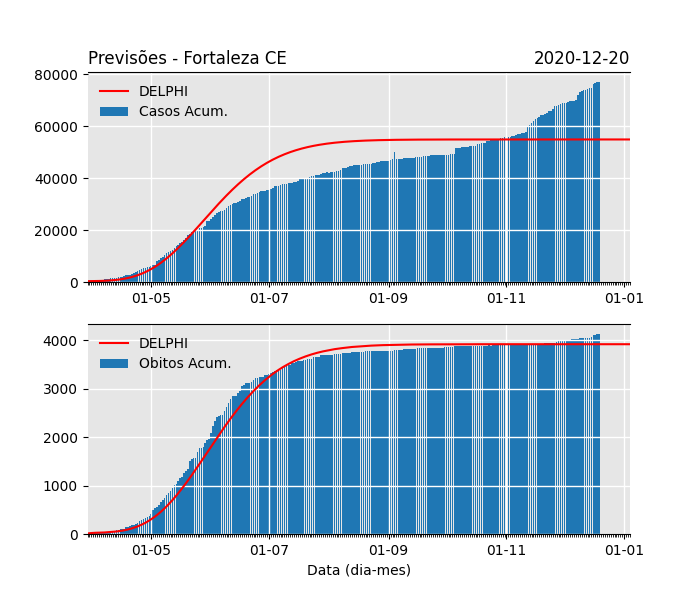 Previsões - Fortaleza CE 2020-12-20
80000
60000
40000
20000
0
DELPHI
Casos Acum.
01-05 01-07 01-09 01-11 01-01
4000
3000
2000
1000
0
DELPHI
Obitos Acum.
01-05 01-07 01-09 01-11 01-01
Data (dia-mes)